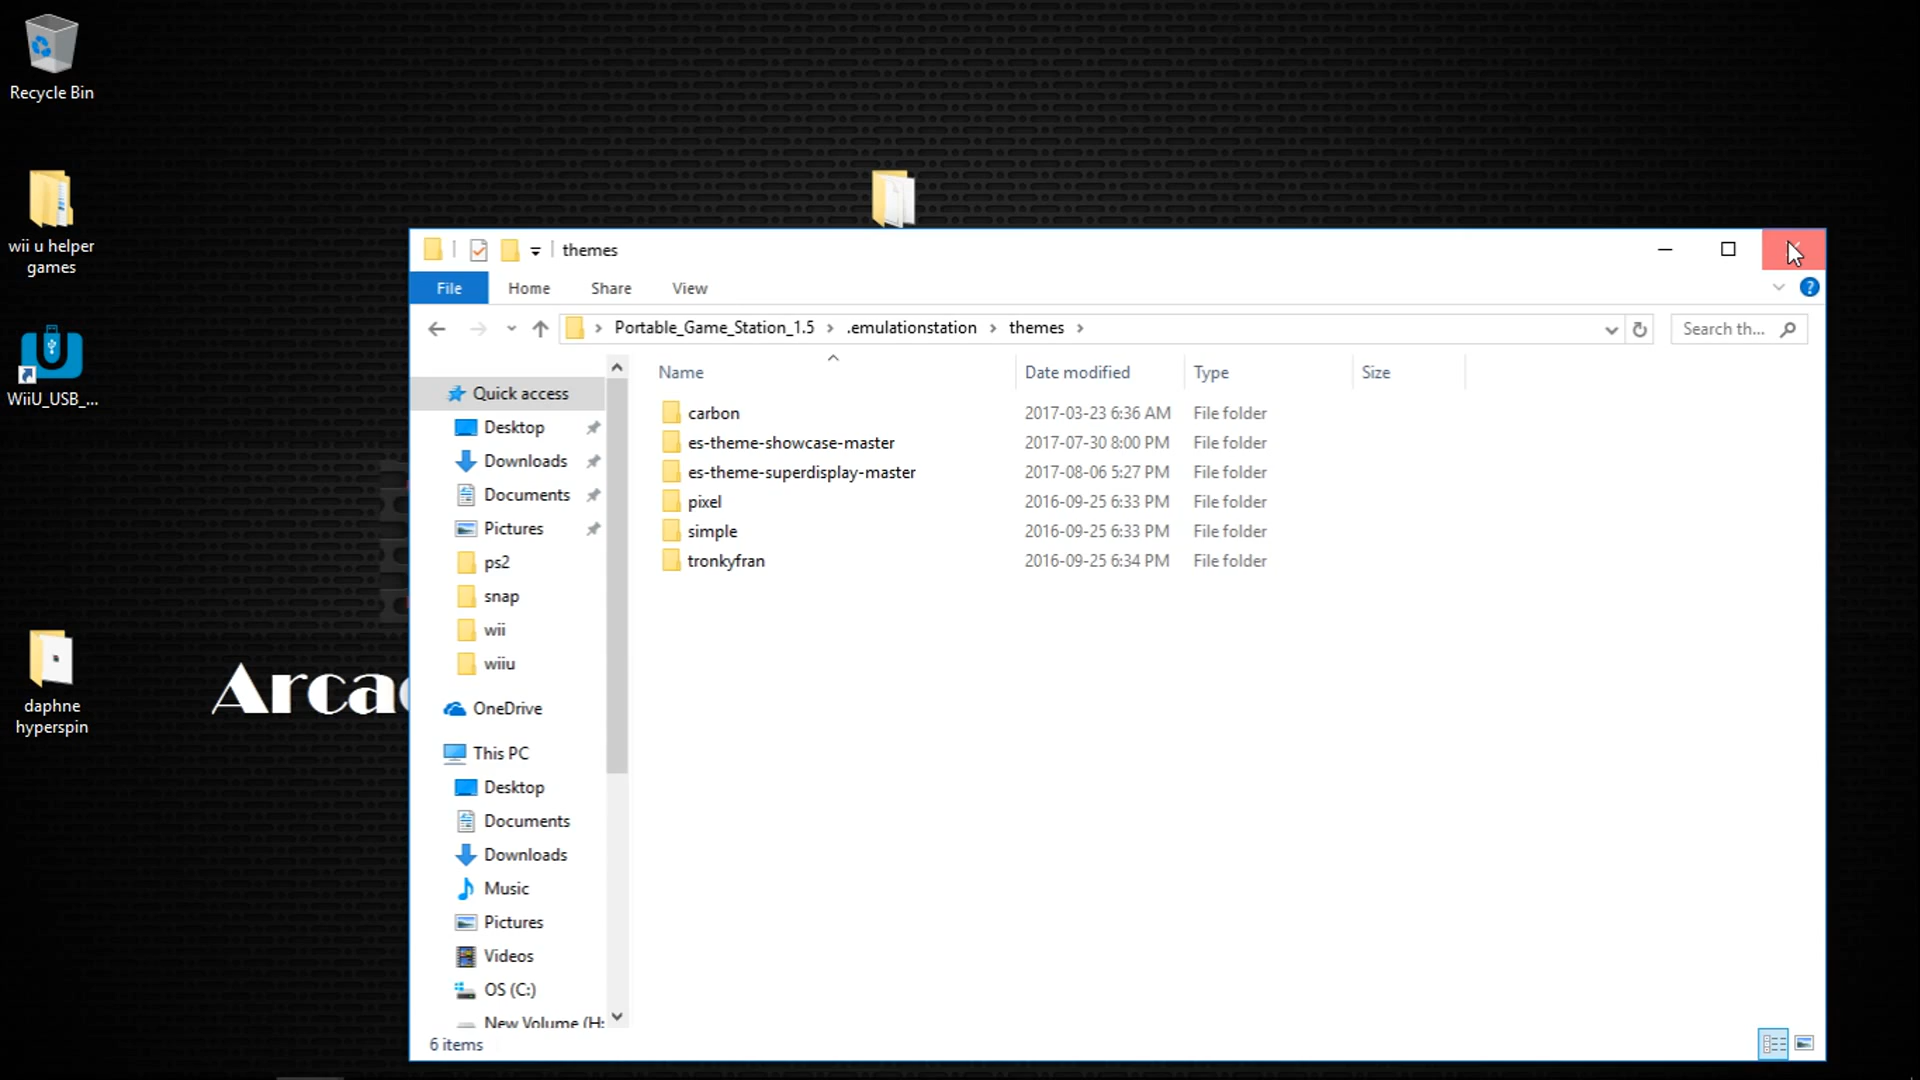 Recycle Bin
wii u helper
games
WiiU_USB_...
daphne
hyperspin
Arcad
themes
File Home Share View
Portable_Game_Station_1.5 .emulationstation themes
Search th...
Quick access
Desktop
Downloads
Documents
Pictures
ps2
snap
wii
wiiu
OneDrive
This PC
Desktop
Documents
Downloads
Music
Pictures
Videos
OS (C:)
New Volume (H:
Name Date modified Type Size
carbon 2017-03-23 6:36 AM File folder
es-theme-showcase-master 2017-07-30 8:00 PM File folder
es-theme-superdisplay-master 2017-08-06 5:27 PM File folder
pixel 2016-09-25 6:33 PM File folder
simple 2016-09-25 6:33 PM File folder
tronkyfran 2016-09-25 6:34 PM File folder
6 items